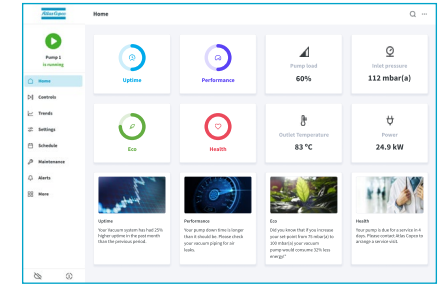 Atlas Copco
Home
Pump 1
is running
Home
Controls
Trends
Settings
Schedule
Maintenance
Alerts
More
Uptime
Performance
Pump load
60%
Inlet pressure
112 mbar(a)
Eco
Health
Outlet Temperature
83 °C
Power
24.9 kW
Uptime
Your Vacuum system has had 25%
higher uptime in the past month
than the previous period.
Performance
Your pump down time is longer
than it should be. Please check
your vacuum piping for air
leaks.
Eco
Did you know that if you increase
your set point from 75 mbar(a) to
100 mbar(a) your vacuum
pump would consume 32% less
energy?
Health
Your pump is due for a service in 4
days. Please contact Atlas Copco to
arrange a service visit.